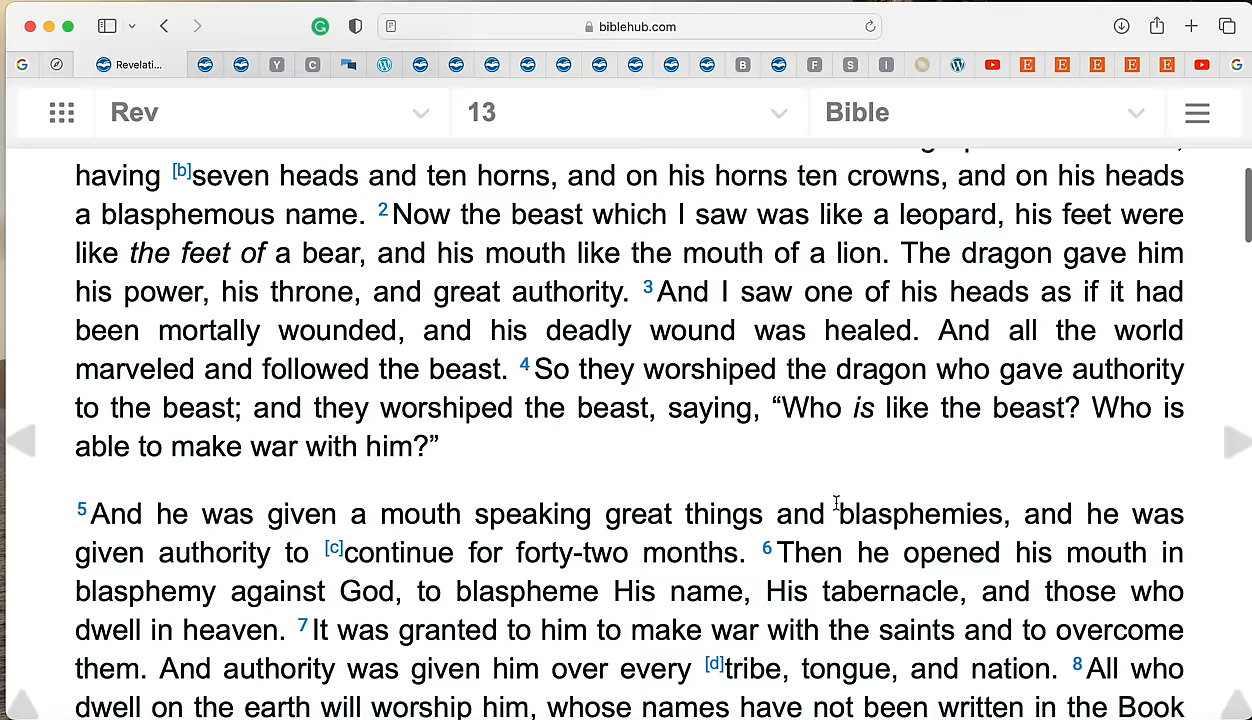 biblehub.com
Revelati...
Rev
13
Bible
having [b]seven heads and ten horns, and on his horns ten crowns, and on his heads
a blasphemous name. 2 Now the beast which I saw was like a leopard, his feet were
like the feet of a bear, and his mouth like the mouth of a lion. The dragon gave him
his power, his throne, and great authority. 3 And I saw one of his heads as if it had
been mortally wounded, and his deadly wound was healed. And all the world
marveled and followed the beast. 4 So they worshiped the dragon who gave authority
to the beast; and they worshiped the beast, saying, “Who is like the beast? Who is
able to make war with him?”
5 And he was given a mouth speaking great things and blasphemies, and he was
given authority to [c]continue for forty-two months. 6 Then he opened his mouth in
blasphemy against God, to blaspheme His name, His tabernacle, and those who
dwell in heaven. 7 It was granted to him to make war with the saints and to overcome
them. And authority was given him over every [d]tribe, tongue, and nation. 8 All who
dwell on the earth will worship him, whose names have not been written in the Book